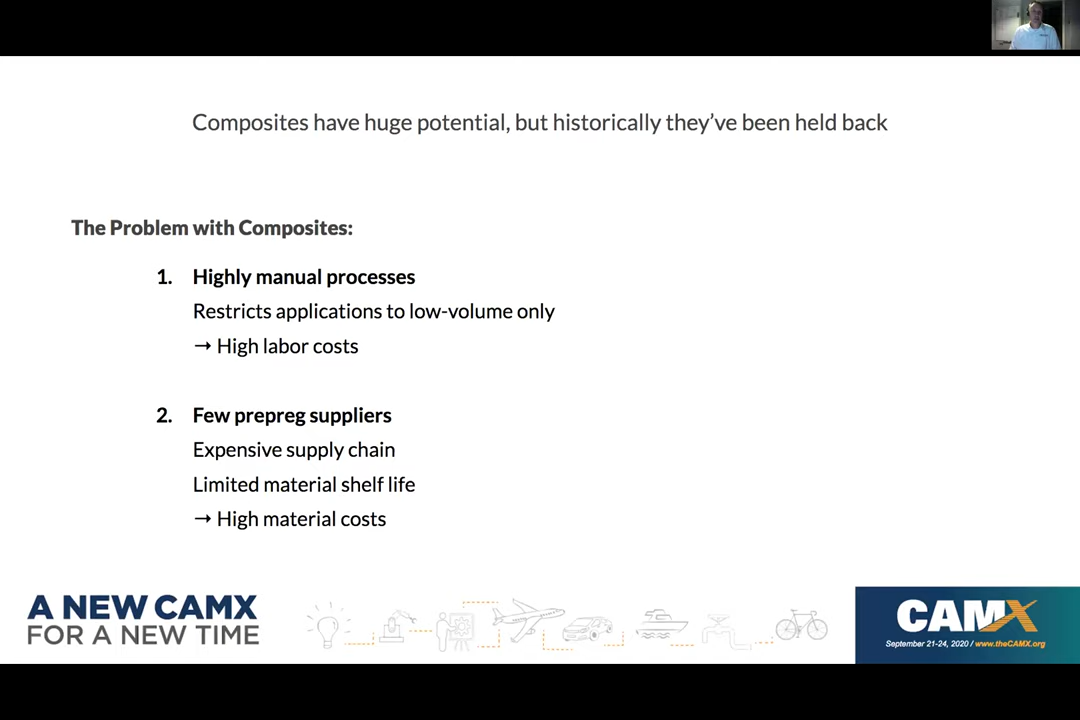 Composites have huge potential, but historically they've been held back
The Problem with Composites:
1. Highly manual processes
Restricts applications to low-volume only
→ High labor costs
2. Few prepreg suppliers
Expensive supply chain
Limited material shelf life
→ High material costs
A NEW CAMX
FOR A NEW TIME
CAMX
September 21-24, 2020 / www.theCAMX.org